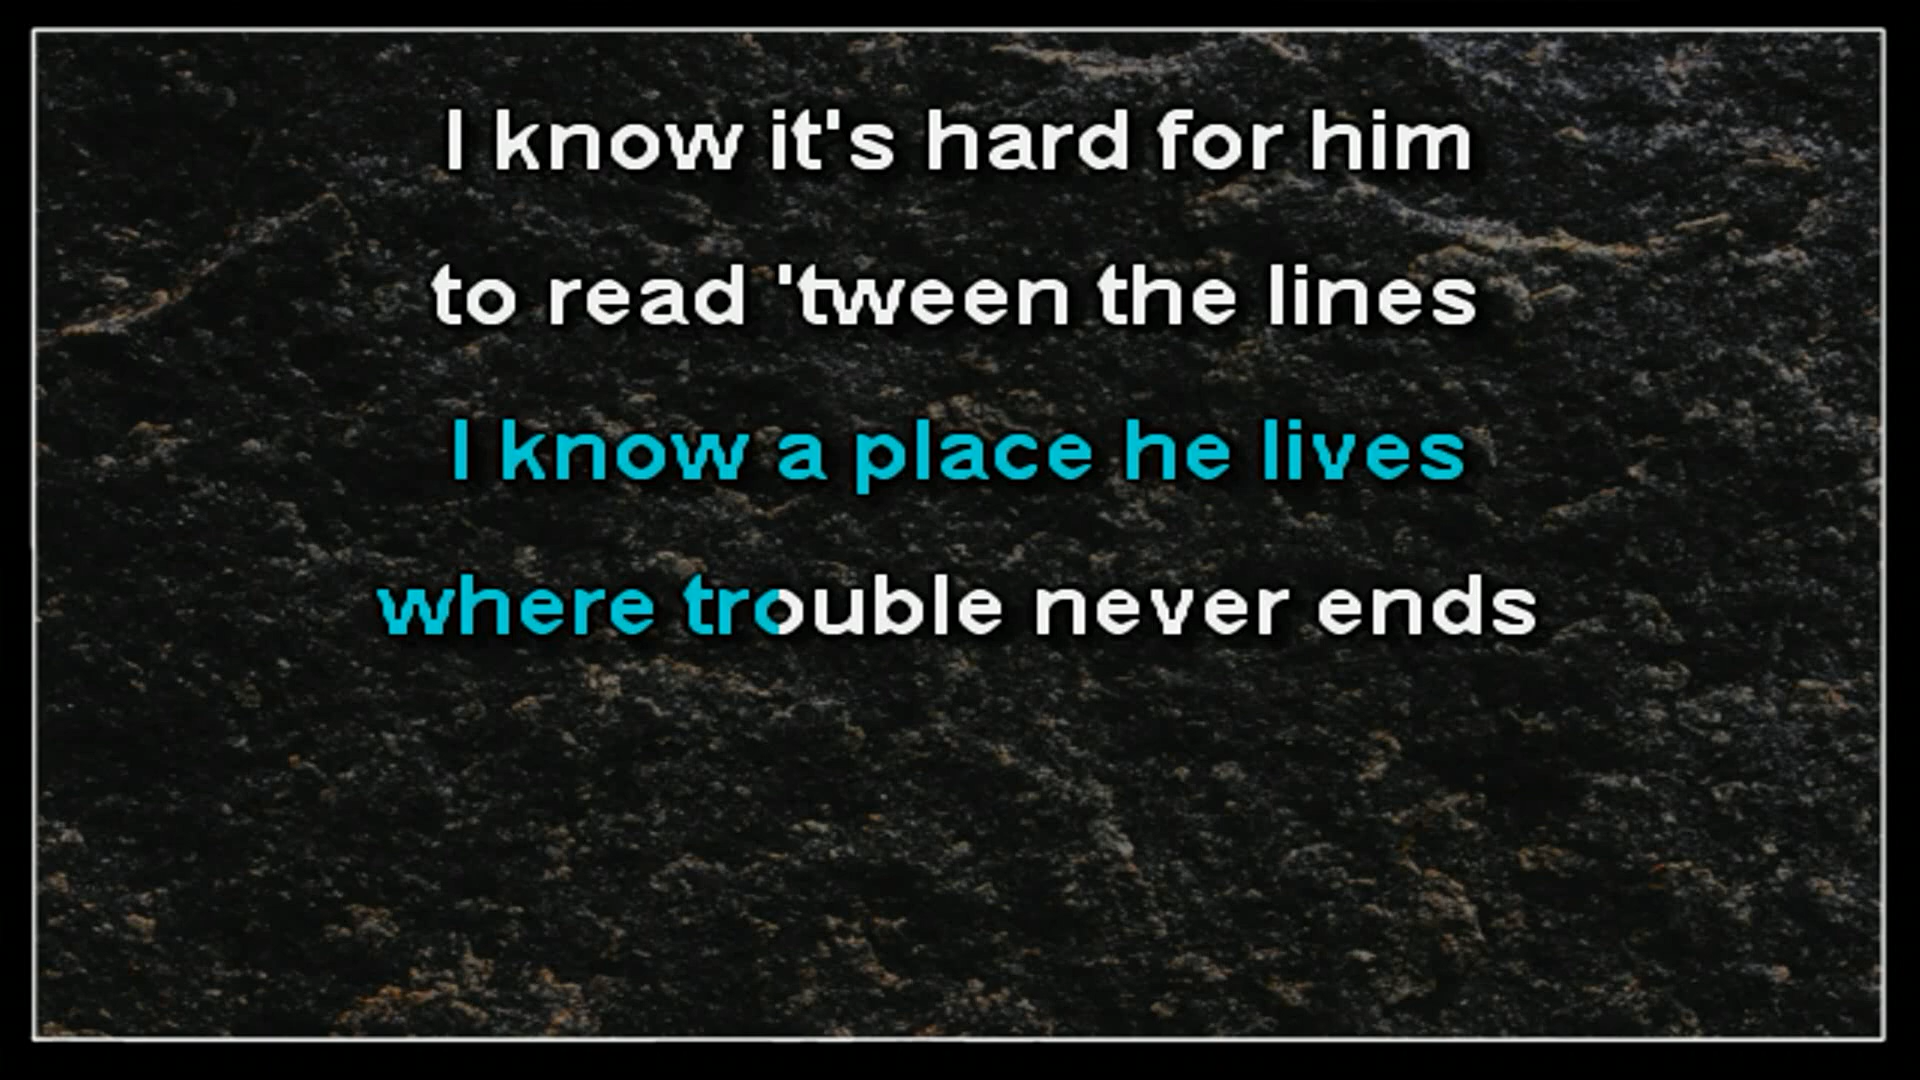 I know it's hard for him
to read 'tween the lines
I know a place he lives
where trouble never ends